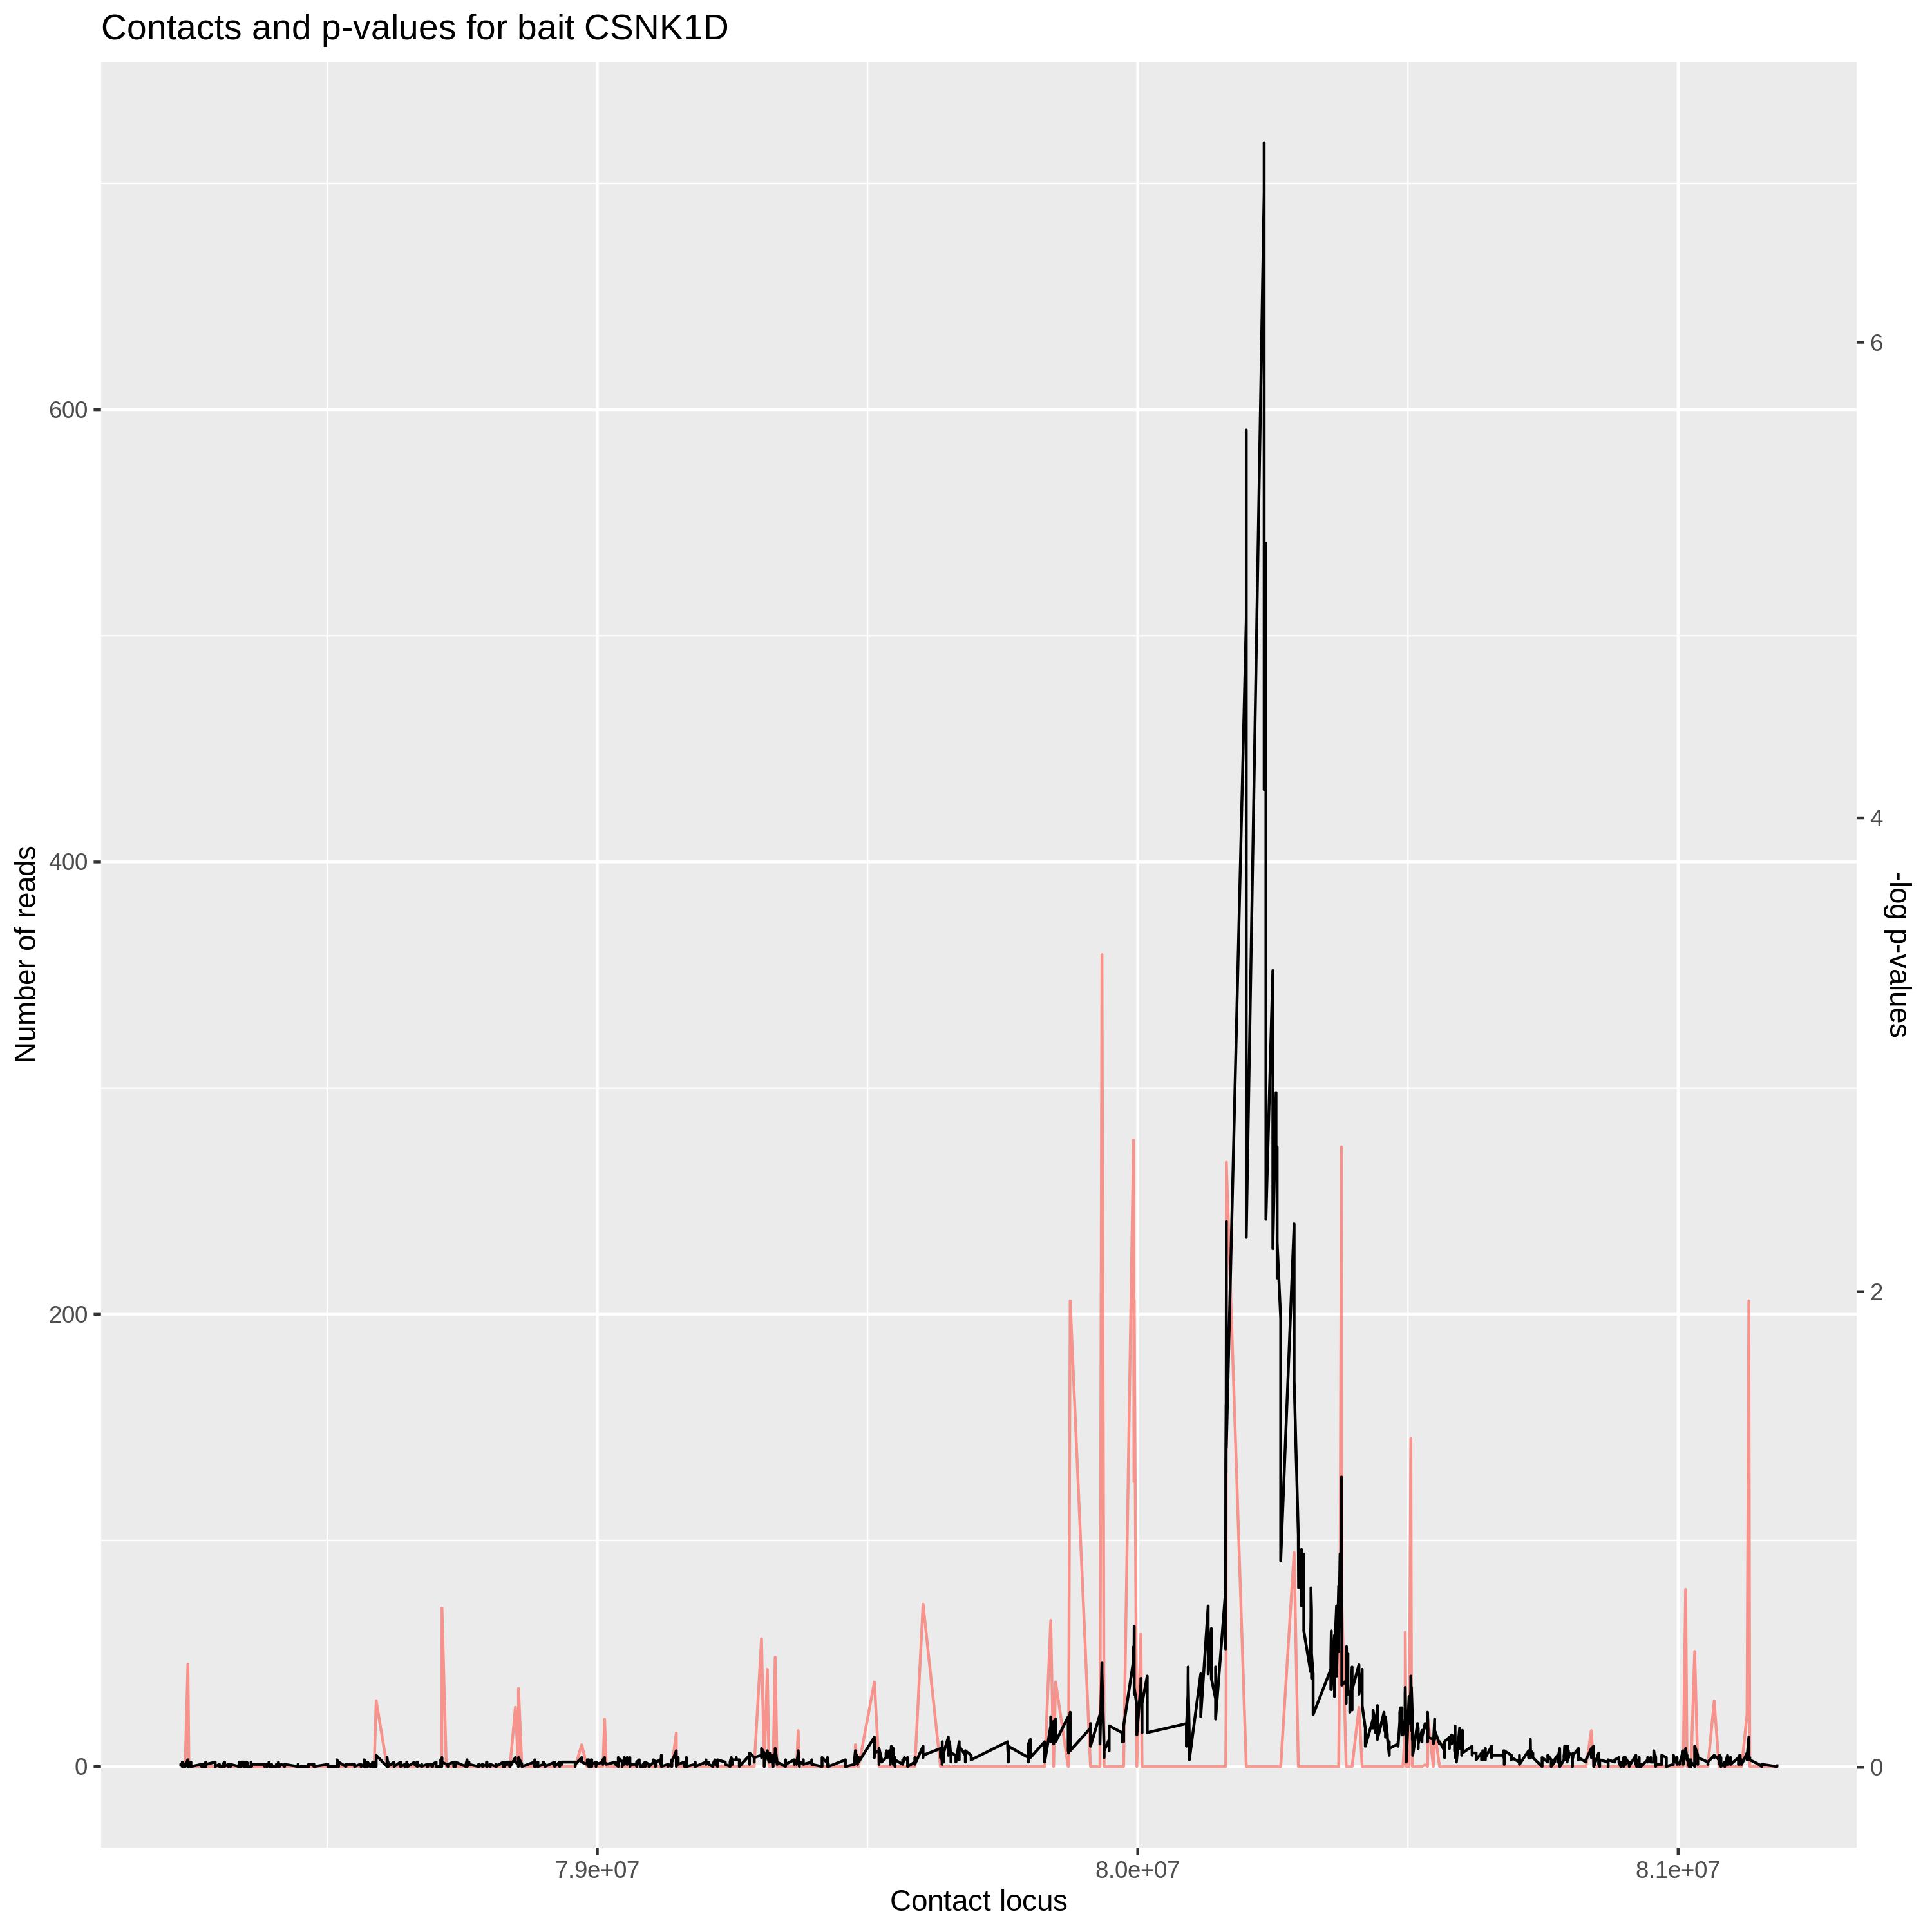 Contacts and p-values for bait CSNK1D
Number of reads
600
400
200
0
6
4
2
0
-log p-values
7.9e+07 8.0e+07 8.1e+07
Contact locus